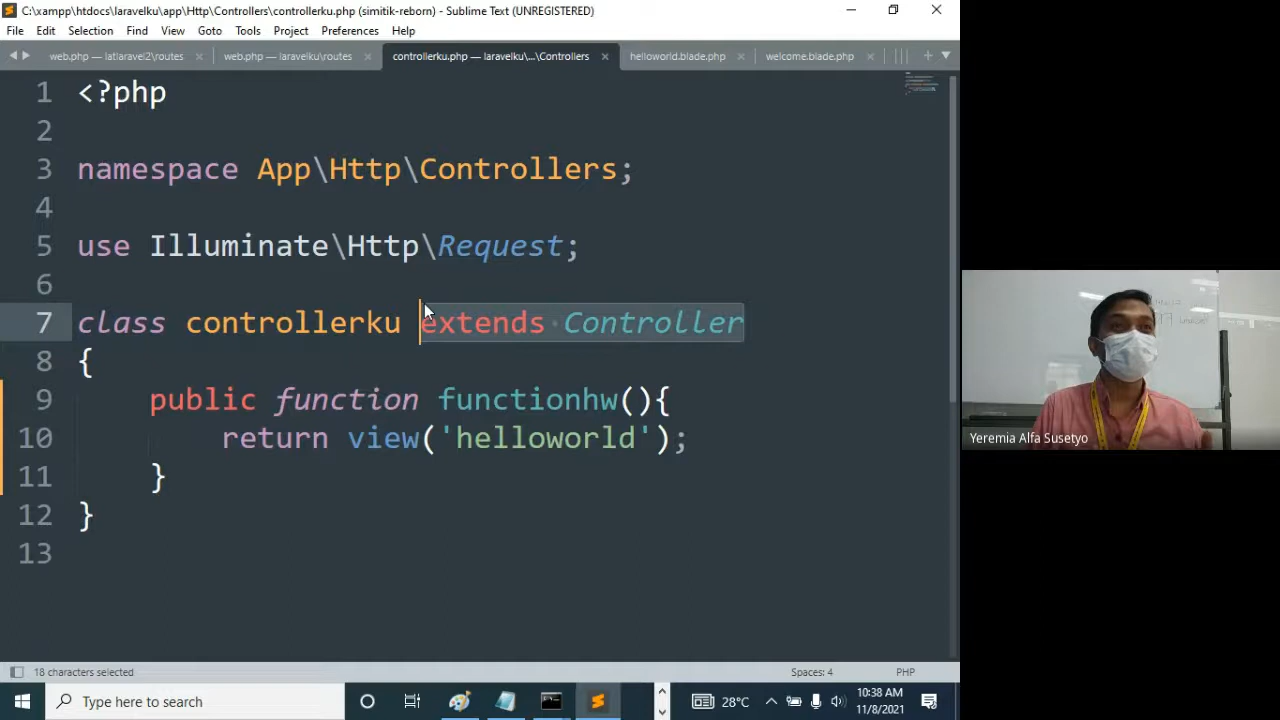 C:\xampp\htdocs\laravelku\app\Http\Controllers\controllerku.php (simitik-reborn) - Sublime Text (UNREGISTERED)
File Edit Selection Find View Goto Tools Project Preferences Help
web.php — latlaravel2\routes
web.php — laravelku\routes
controllerku.php — laravelku\...\Controllers
helloworld.blade.php
welcome.blade.php
1 <?php
2
3 namespace App\Http\Controllers;
4
5 use Illuminate\Http\Request;
6
7 class controllerku extends Controller
8 {
9 public function functionhw(){
10 return view('helloworld');
11 }
12 }
13
Yeremia Alfa Susetyo
18 characters selected
Spaces: 4
PHP
Type here to search
28°C
10:38 AM
11/8/2021